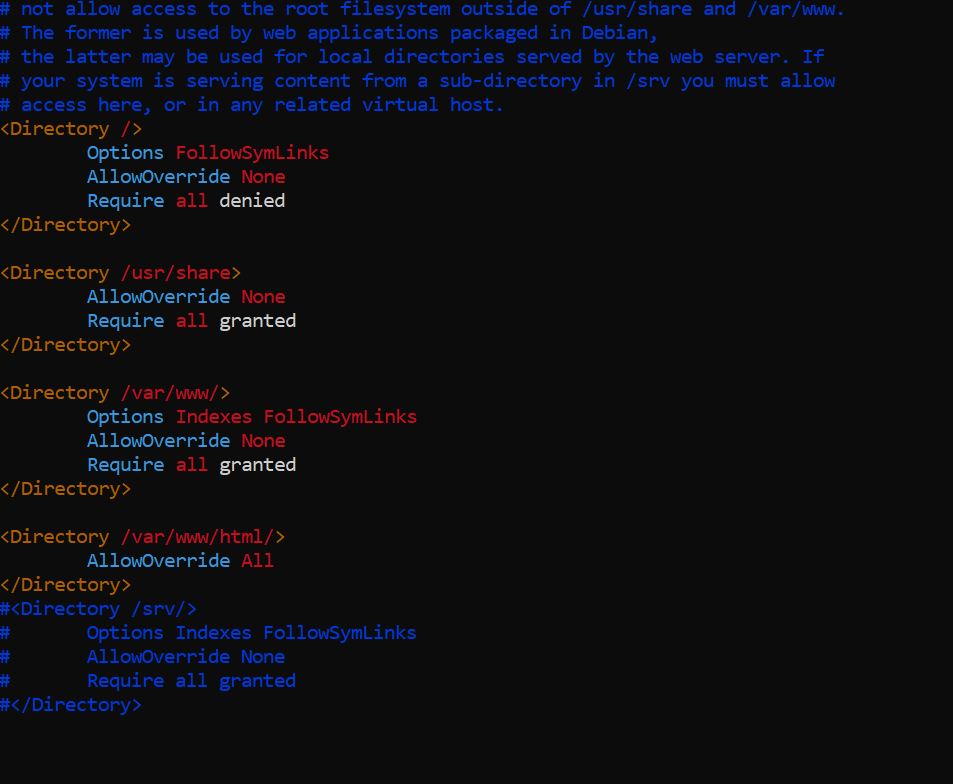 # not allow access to the root filesystem outside of /usr/share and /var/www.
# The former is used by web applications packaged in Debian,
# the latter may be used for local directories served by the web server. If
# your system is serving content from a sub-directory in /srv you must allow
# access here, or in any related virtual host.
<Directory />
        Options FollowSymLinks
        AllowOverride None
        Require all denied
</Directory>

<Directory /usr/share>
        AllowOverride None
        Require all granted
</Directory>

<Directory /var/www/>
        Options Indexes FollowSymLinks
        AllowOverride None
        Require all granted
</Directory>

<Directory /var/www/html/>
        AllowOverride All
</Directory>
#<Directory /srv/>
#       Options Indexes FollowSymLinks
#       AllowOverride None
#       Require all granted
#</Directory>